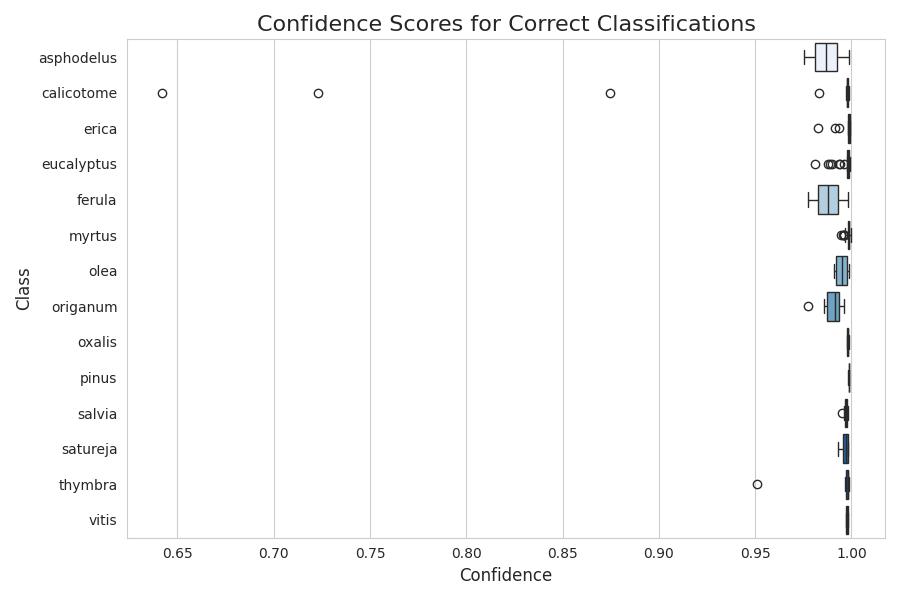 Confidence Scores for Correct Classifications
asphodelus
calicotome
erica
eucalyptus
ferula
myrtus
olea
origanum
oxalis
pinus
salvia
satureja
thymbra
vitis
Class
0.65 0.70 0.75 0.80 0.85 0.90 0.95 1.00
Confidence